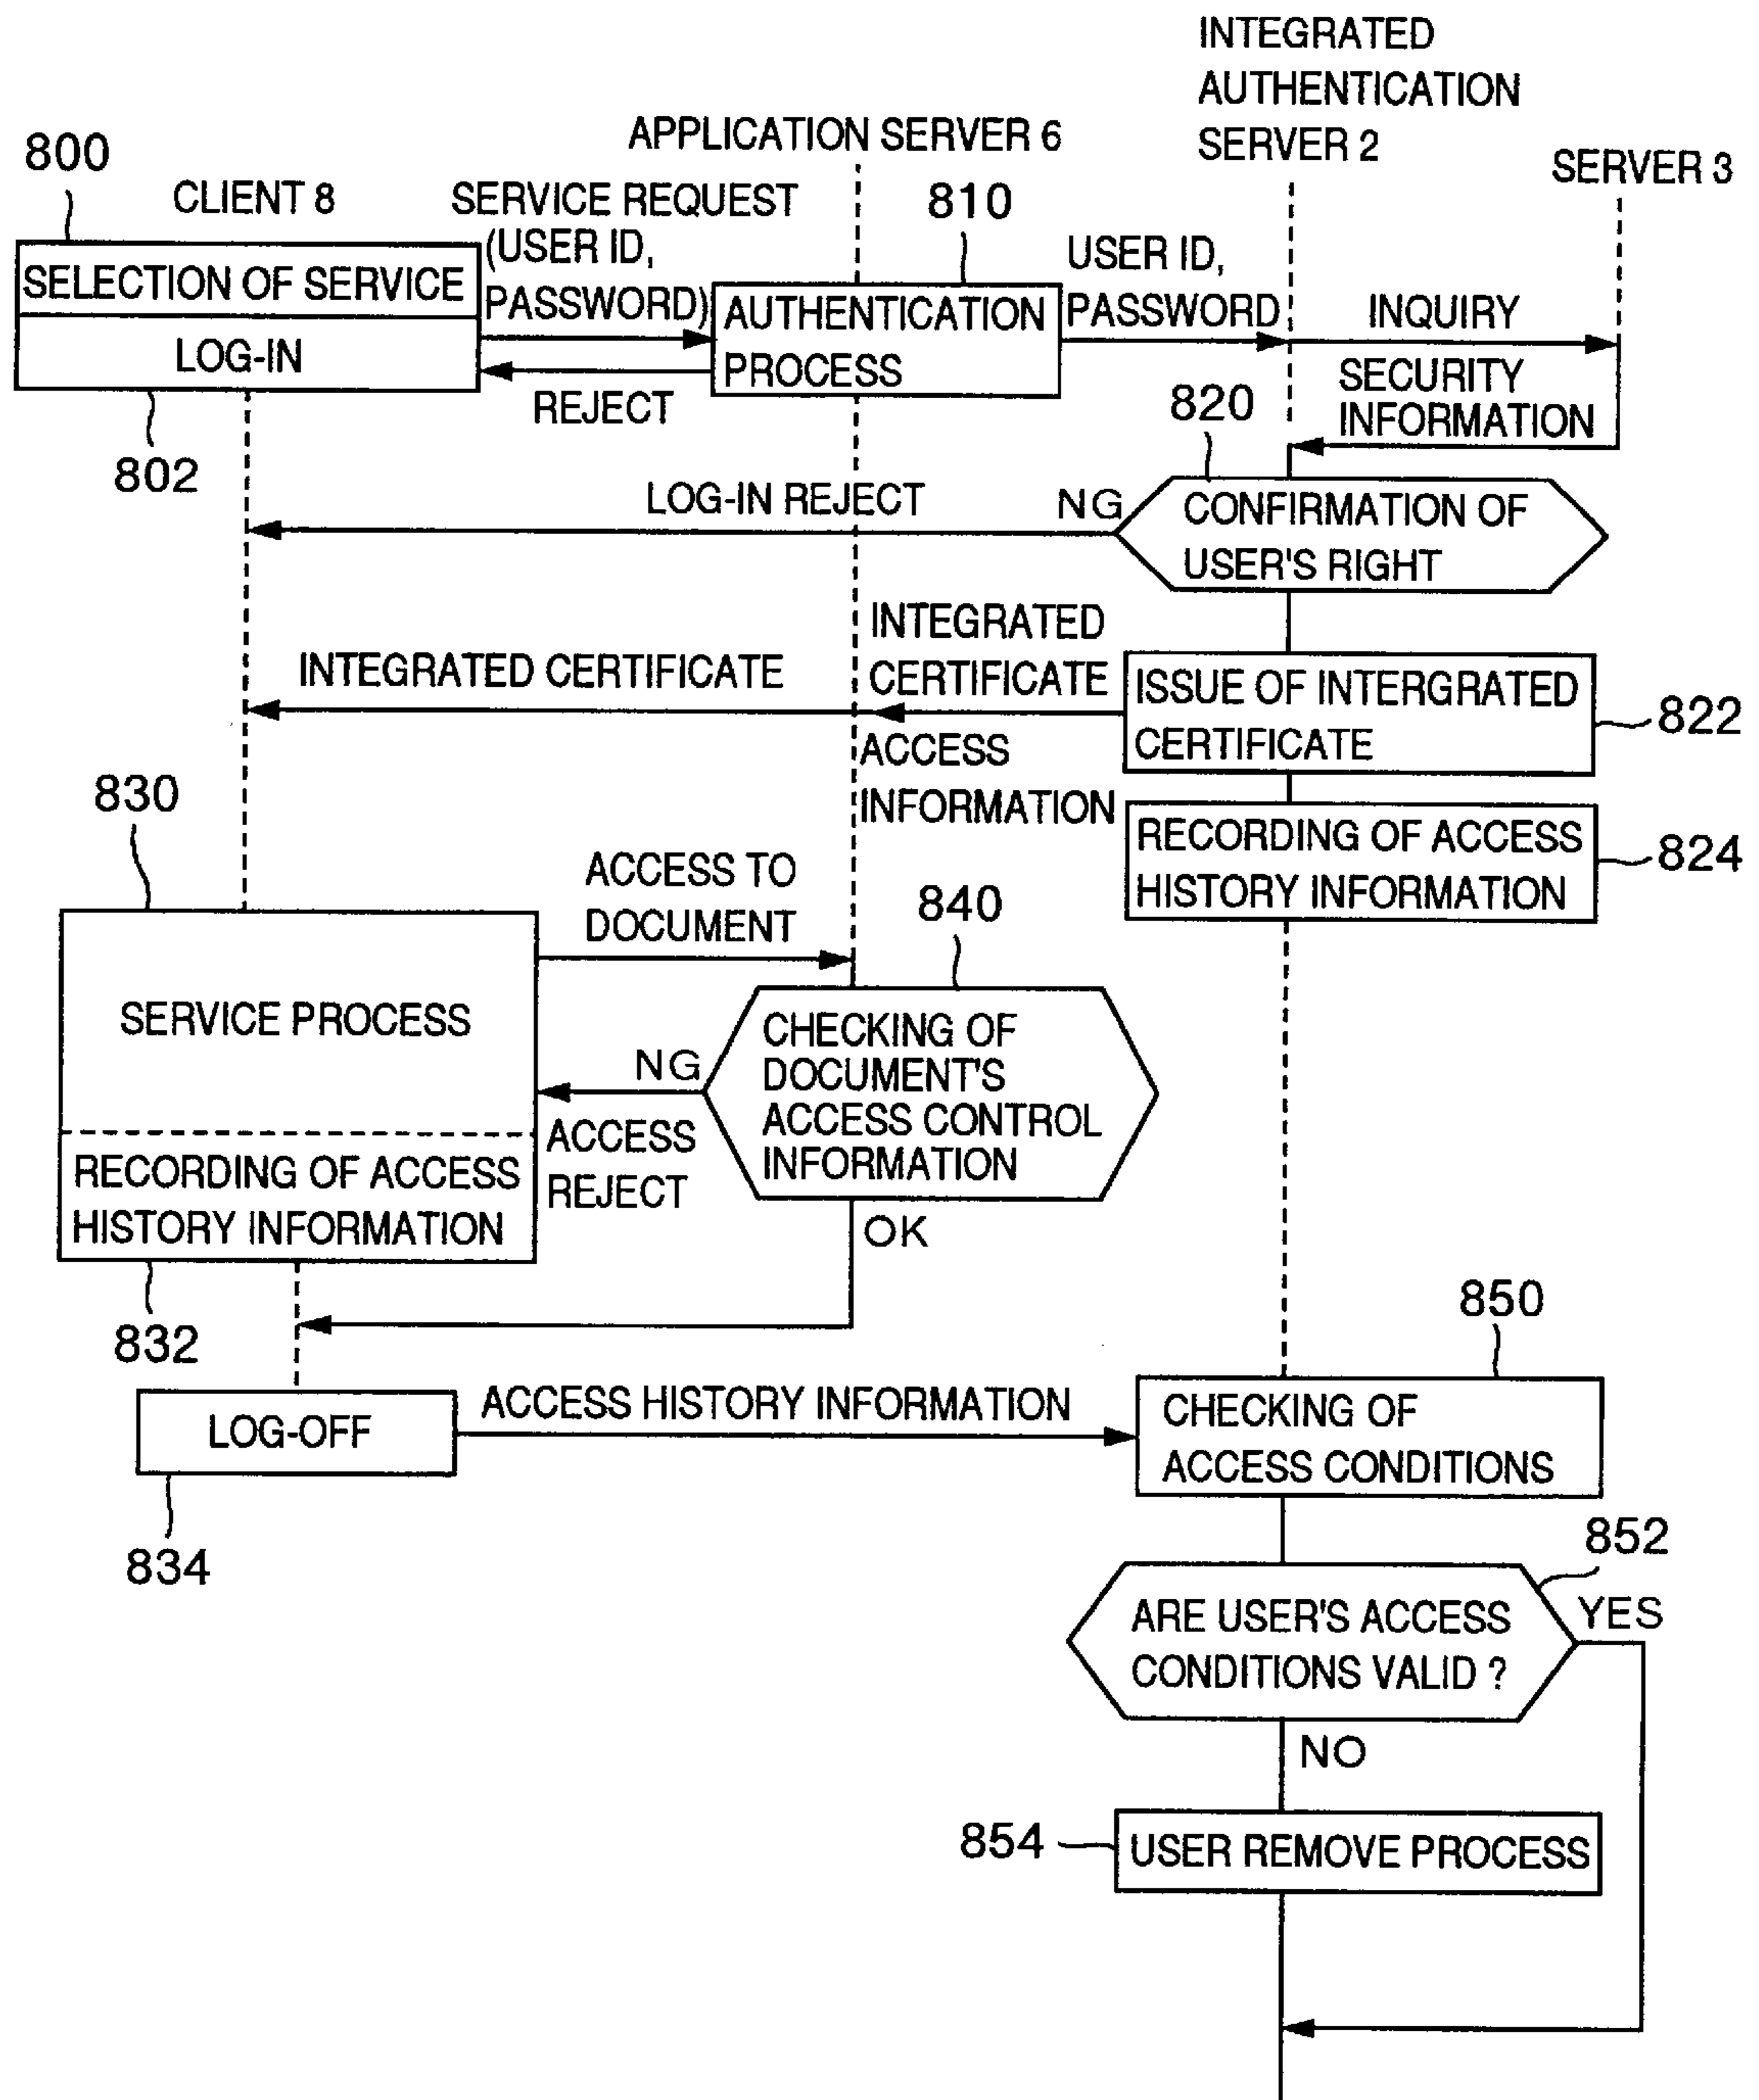 INTEGRATED
AUTHENTICATION
SERVER 2
APPLICATION SERVER 6
SERVER 3
800
CLIENT 8
SERVICE REQUEST
(USER ID,
PASSWORD)
810
USER ID,
PASSWORD
INQUIRY
SELECTION OF SERVICE
LOG-IN
AUTHENTICATION
PROCESS
REJECT
SECURITY
INFORMATION
802
820
LOG-IN REJECT
NG
CONFIRMATION OF
USER'S RIGHT
INTEGRATED CERTIFICATE
INTEGRATED
CERTIFICATE
ACCESS
INFORMATION
ISSUE OF INTERGRATED
CERTIFICATE
822
RECORDING OF ACCESS
HISTORY INFORMATION
824
830
ACCESS TO
DOCUMENT
840
SERVICE PROCESS
CHECKING OF
DOCUMENT'S
ACCESS CONTROL
INFORMATION
NG
ACCESS
REJECT
RECORDING OF ACCESS
HISTORY INFORMATION
OK
832
850
LOG-OFF
ACCESS HISTORY INFORMATION
CHECKING OF
ACCESS CONDITIONS
834
852
ARE USER'S ACCESS
CONDITIONS VALID ?
YES
NO
854
USER REMOVE PROCESS